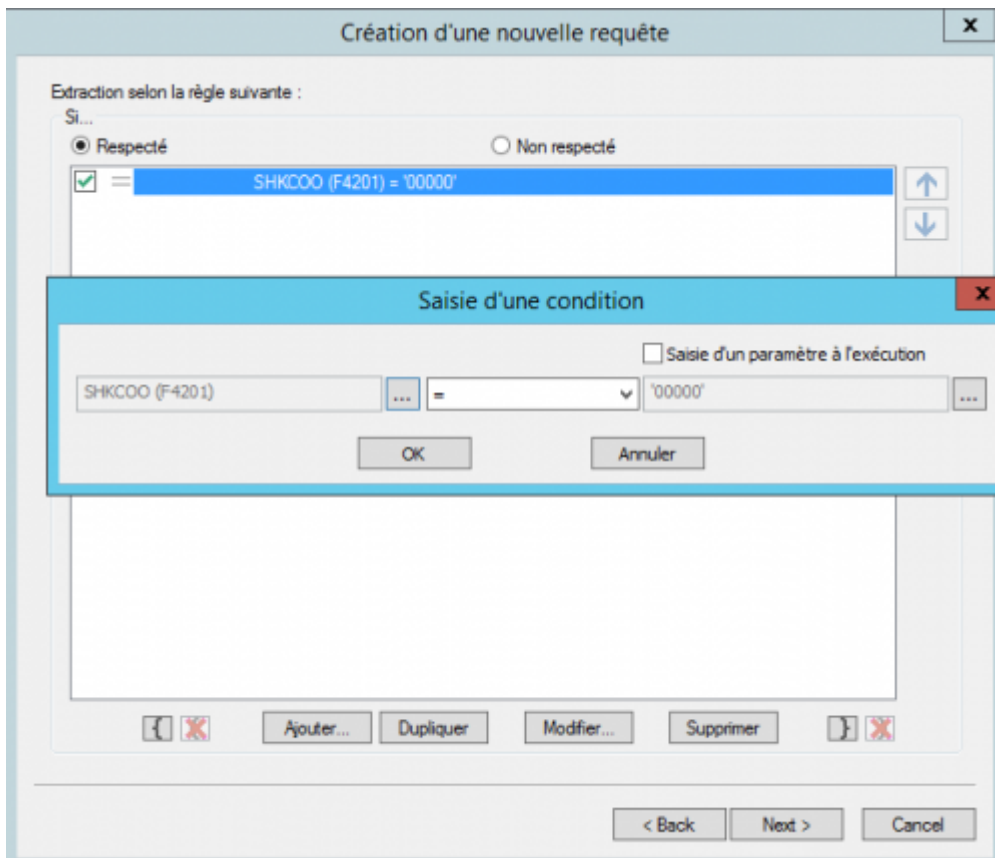 Création d'une nouvelle requête
x
Extraction selon la règle suivante :
Si...
Respecté Non respecté
SHKCOO (F4201) = '00000'
Saisie d'une condition
x
Saisie d'un paramètre à l'exécution
SHKCOO (F4201) ... = '00000' ...
OK Annuler
{ Ajouter... Dupliquer Modifier... Supprimer }
< Back Next > Cancel